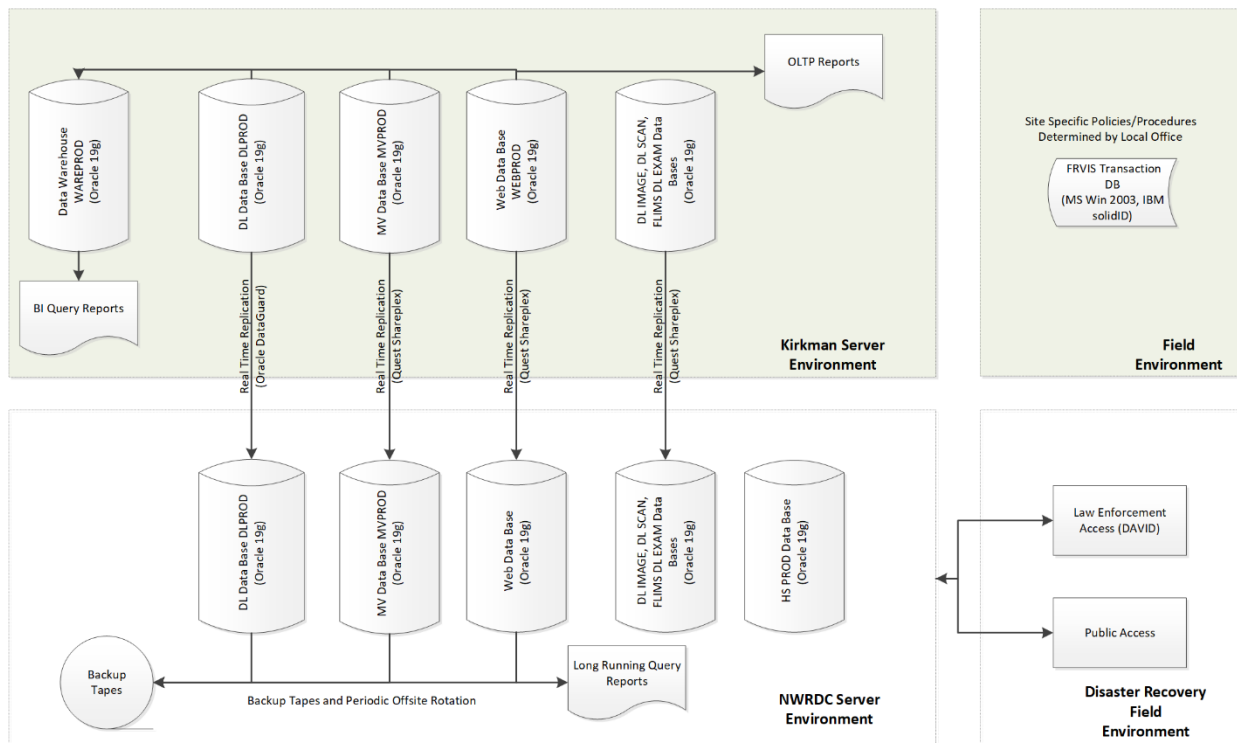 OLTP Reports
Data Warehouse
WAREPROD
(Oracle 19g)
DL Data Base DLPROD
(Oracle 19g)
MV Data Base MVPROD
(Oracle 19g)
Web Data Base
WEBPROD
(Oracle 19g)
DL IMAGE, DL SCAN,
FLIMS DL EXAM Data
Bases
(Oracle 19g)
BI Query Reports
Real Time Replication
(Oracle DataGuard)
Real Time Replication
(Quest Shareplex)
Real Time Replication
(Quest Shareplex)
Real Time Replication
(Quest Shareplex)
Kirkman Server
Environment
Site Specific Policies/Procedures
Determined by Local Office
FRVIS Transaction
DB
(MS Win 2003, IBM
solidID)
Field
Environment
DL Data Base DLPROD
(Oracle 19g)
MV Data Base MVPROD
(Oracle 19g)
Web Data Base
(Oracle 19g)
DL IMAGE, DL SCAN,
FLIMS DL EXAM Data
Bases
(Oracle 19g)
HS PROD Data Base
(Oracle 19g)
Backup
Tapes
Backup Tapes and Periodic Offsite Rotation
Long Running Query
Reports
NWRDC Server
Environment
Law Enforcement
Access (DAVID)
Public Access
Disaster Recovery
Field
Environment